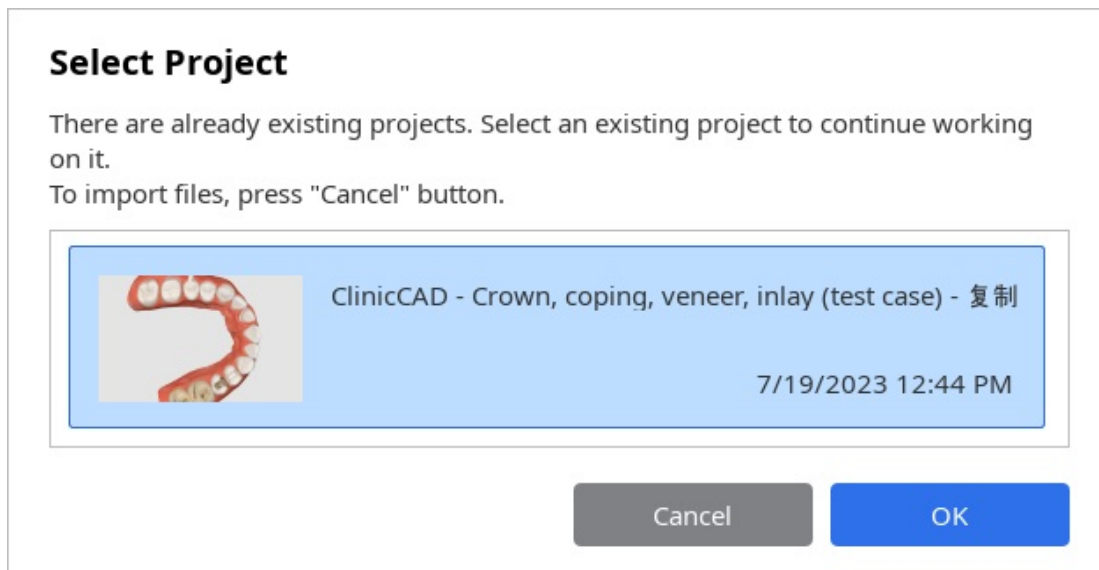 Select Project
There are already existing projects. Select an existing project to continue working
on it.
To import files, press "Cancel" button.
ClinicCAD - Crown, coping, veneer, inlay (test case) - 复制
7/19/2023 12:44 PM
Cancel
OK